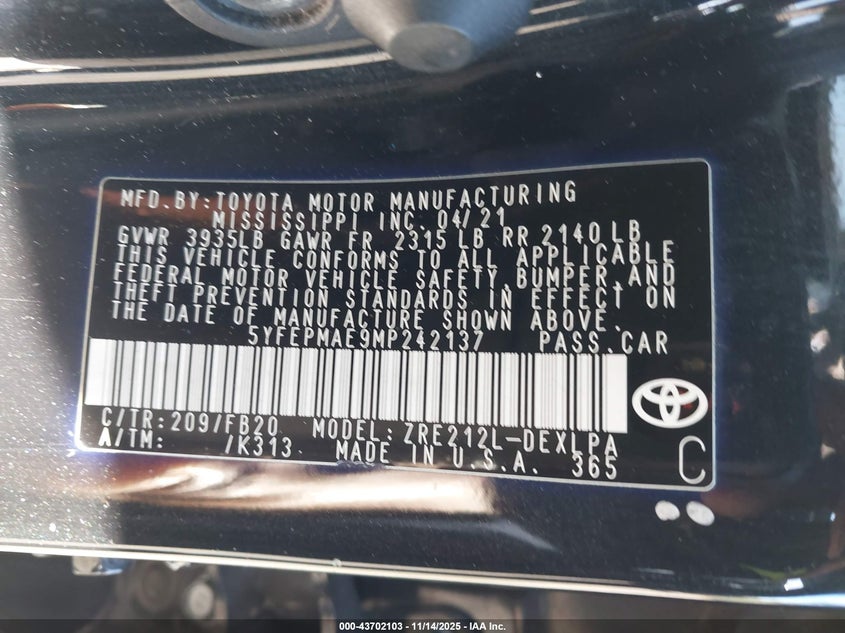 MFD.BY:TOYOTA MOTOR MANUFACTURING
MISSISSIPPI INC. 04/21
GVWR 3935LB GAWR FR 2315 LB RR 2140 LB
THIS VEHICLE CONFORMS TO ALL APPLICABLE
FEDERAL MOTOR VEHICLE SAFETY,BUMPER,AND
THEFT PREVENTION STANDARDS IN EFFECT ON
THE DATE OF MANUFACTURE SHOWN ABOVE.
5YFEPMAE9MP242137 PASS.CAR
C/TR:209/FB20 MODEL:ZRE212L-DEXLPA
A/TM: /K313 MADE IN U.S.A. 365
C
000-43702103 | 11/14/2025 | IAA Inc.